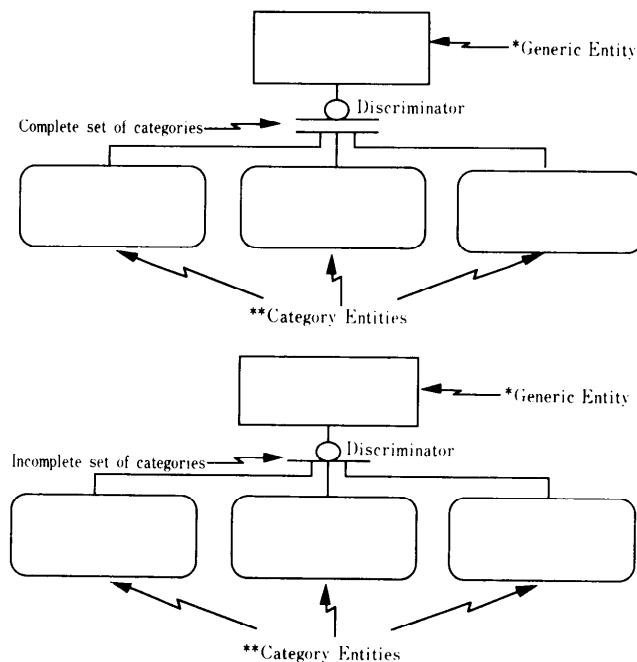 *Generic Entity
Discriminator
Complete set of categories
**Category Entities
*Generic Entity
Discriminator
Incomplete set of categories
**Category Entities